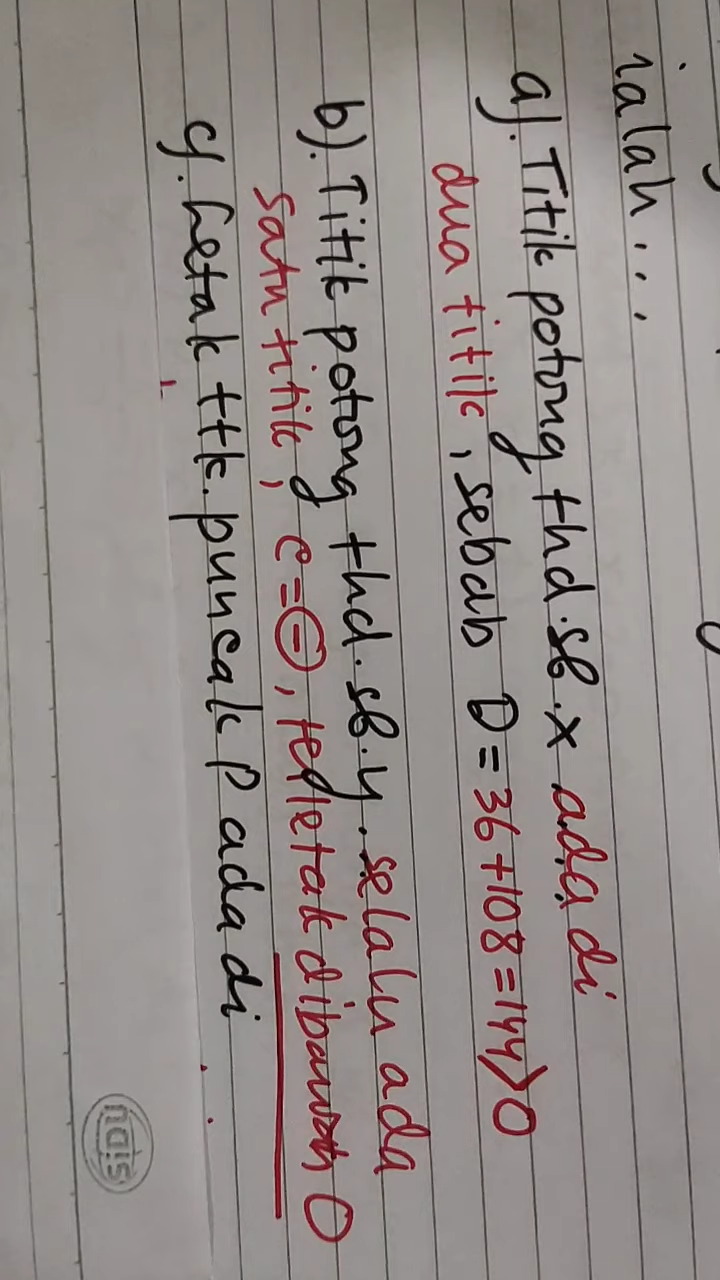 ialah...
a). Titik potong thd.sb.x ada di
dua titik, sebab D=36+108=144>0
b). Titik potong thd.sb.y.selalu ada
satu titik, c=⊖, terletak dibawah O
c). Letak ttk.puncak P ada di
SIDU